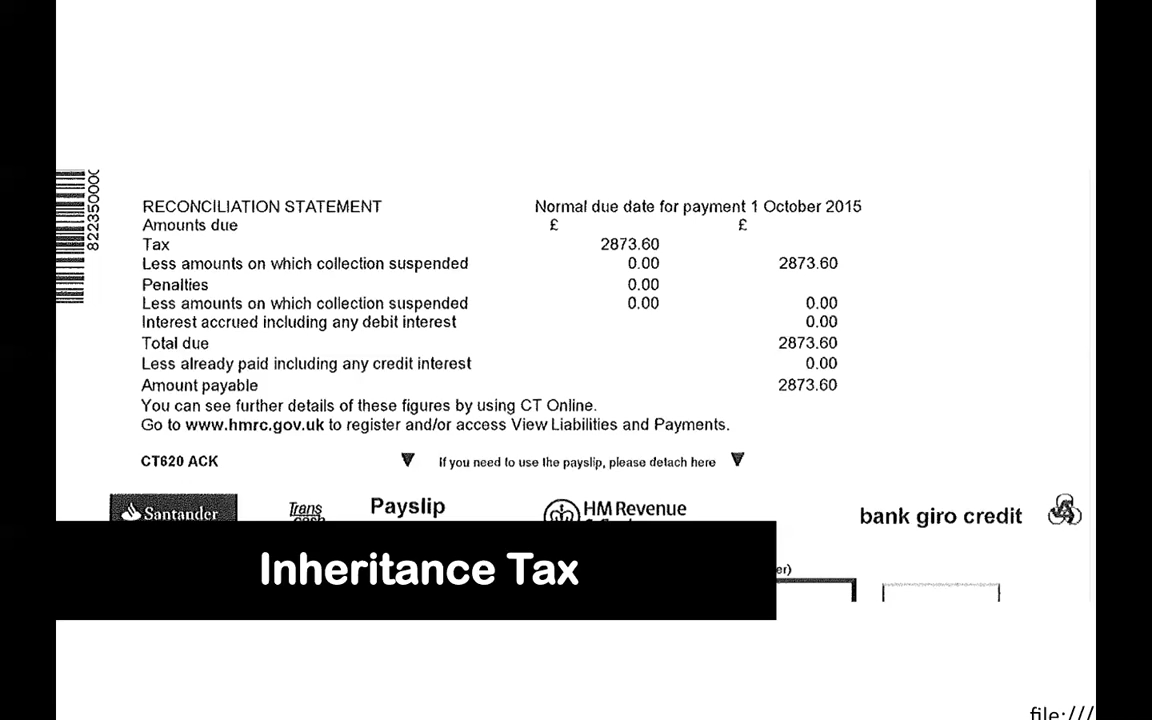 8223500000
RECONCILIATION STATEMENT Normal due date for payment 1 October 2015
Amounts due £ £
Tax 2873.60
Less amounts on which collection suspended 0.00 2873.60
Penalties 0.00
Less amounts on which collection suspended 0.00 0.00
Interest accrued including any debit interest 0.00
Total due 2873.60
Less already paid including any credit interest 0.00
Amount payable 2873.60
You can see further details of these figures by using CT Online.
Go to www.hmrc.gov.uk to register and/or access View Liabilities and Payments.
CT620 ACK If you need to use the payslip, please detach here
Santander Trans Payslip HM Revenue bank giro credit
cash
er)
Inheritance Tax
file:///